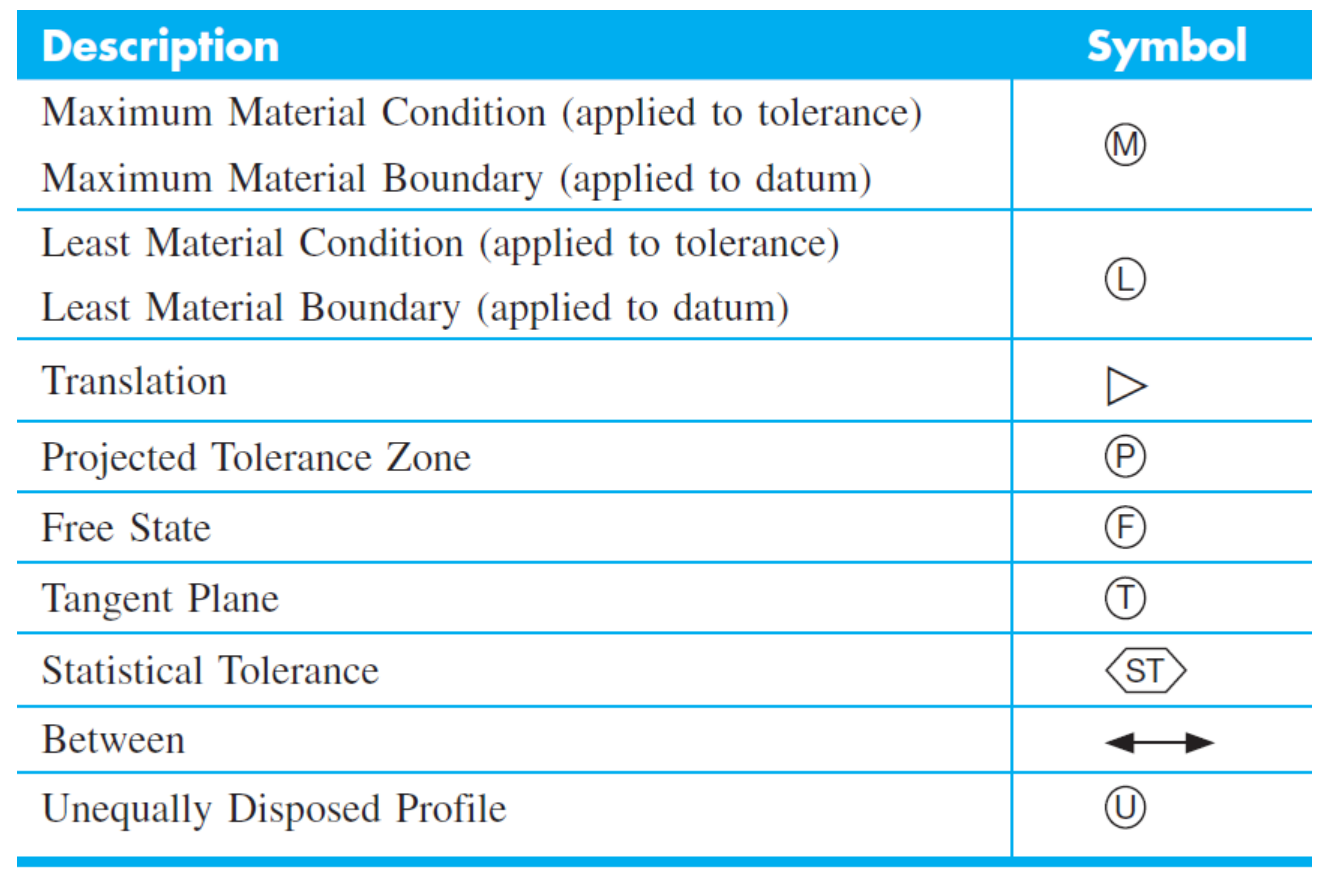 Description Symbol
Maximum Material Condition (applied to tolerance)
Maximum Material Boundary (applied to datum)
M
Least Material Condition (applied to tolerance)
Least Material Boundary (applied to datum)
L
Translation
Projected Tolerance Zone P
Free State F
Tangent Plane T
Statistical Tolerance ST
Between
Unequally Disposed Profile U